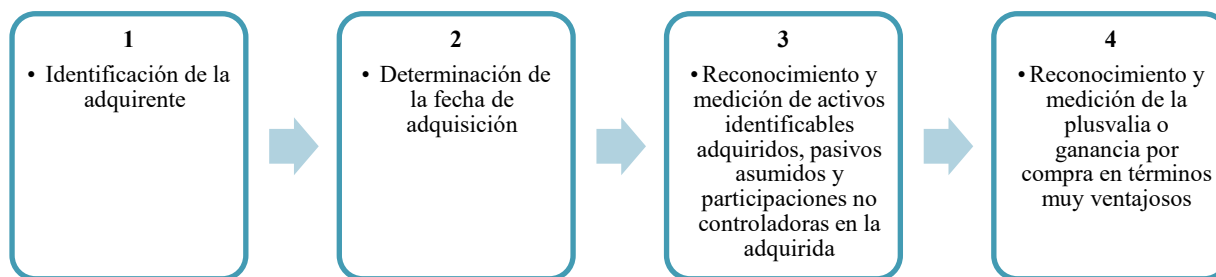 1
• Identificación de la
adquirente
2
• Determinación de
la fecha de
adquisición
3
• Reconocimiento y
medición de activos
identificables
adquiridos, pasivos
asumidos y
participaciones no
controladoras en la
adquirida
4
• Reconocimiento y
medición de la
plusvalia o
ganancia por
compra en términos
muy ventajosos